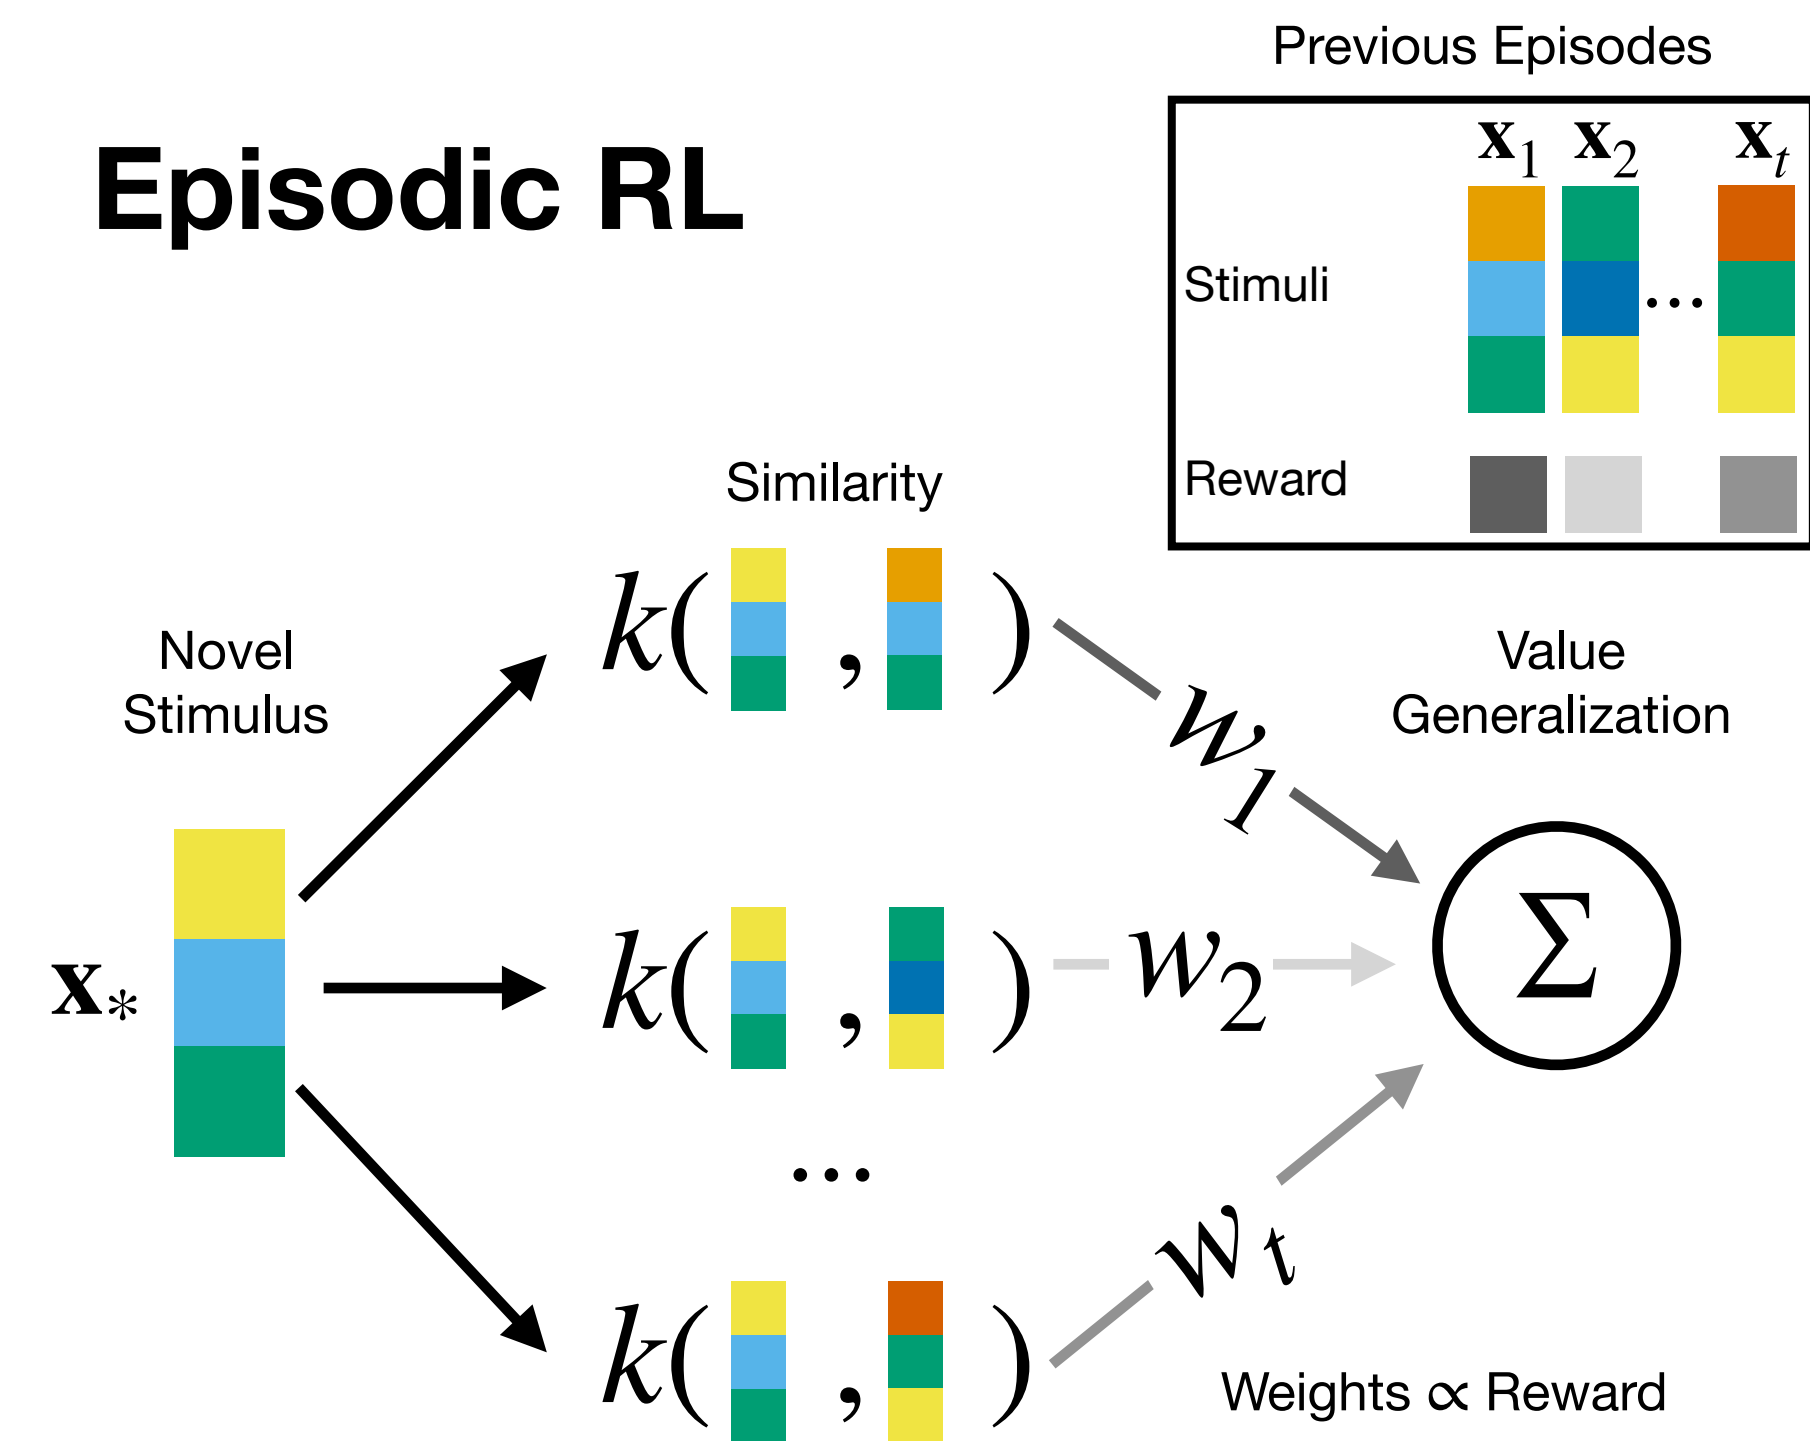 Previous Episodes
Episodic RL
x₁ x₂ xₜ
Stimuli
...
Reward
Similarity
k( , )
w₁
Novel
Stimulus
Value
Generalization
x*
k( , )
w₂
Σ
...
wₜ
k( , )
Weights ∝ Reward